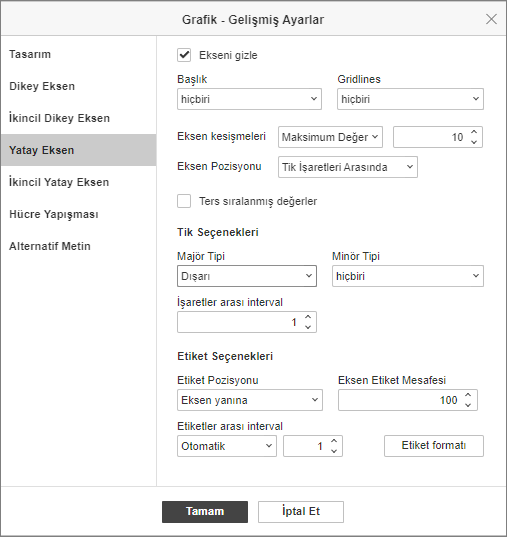 Grafik - Gelişmiş Ayarlar
Tasarım
Dikey Eksen
İkincil Dikey Eksen
Yatay Eksen
İkincil Yatay Eksen
Hücre Yapışması
Alternatif Metin
Ekseni gizle
Başlık Gridlines
hiçbiri hiçbiri
Eksen kesişmeleri Maksimum Değer 10
Eksen Pozisyonu Tik İşaretleri Arasında
Ters sıralanmış değerler
Tik Seçenekleri
Majör Tipi Minör Tipi
Dışarı hiçbiri
İşaretler arası interval
1
Etiket Seçenekleri
Etiket Pozisyonu Eksen Etiket Mesafesi
Eksen yanına 100
Etiketler arası interval
Otomatik 1 Etiket formatı
Tamam İptal Et